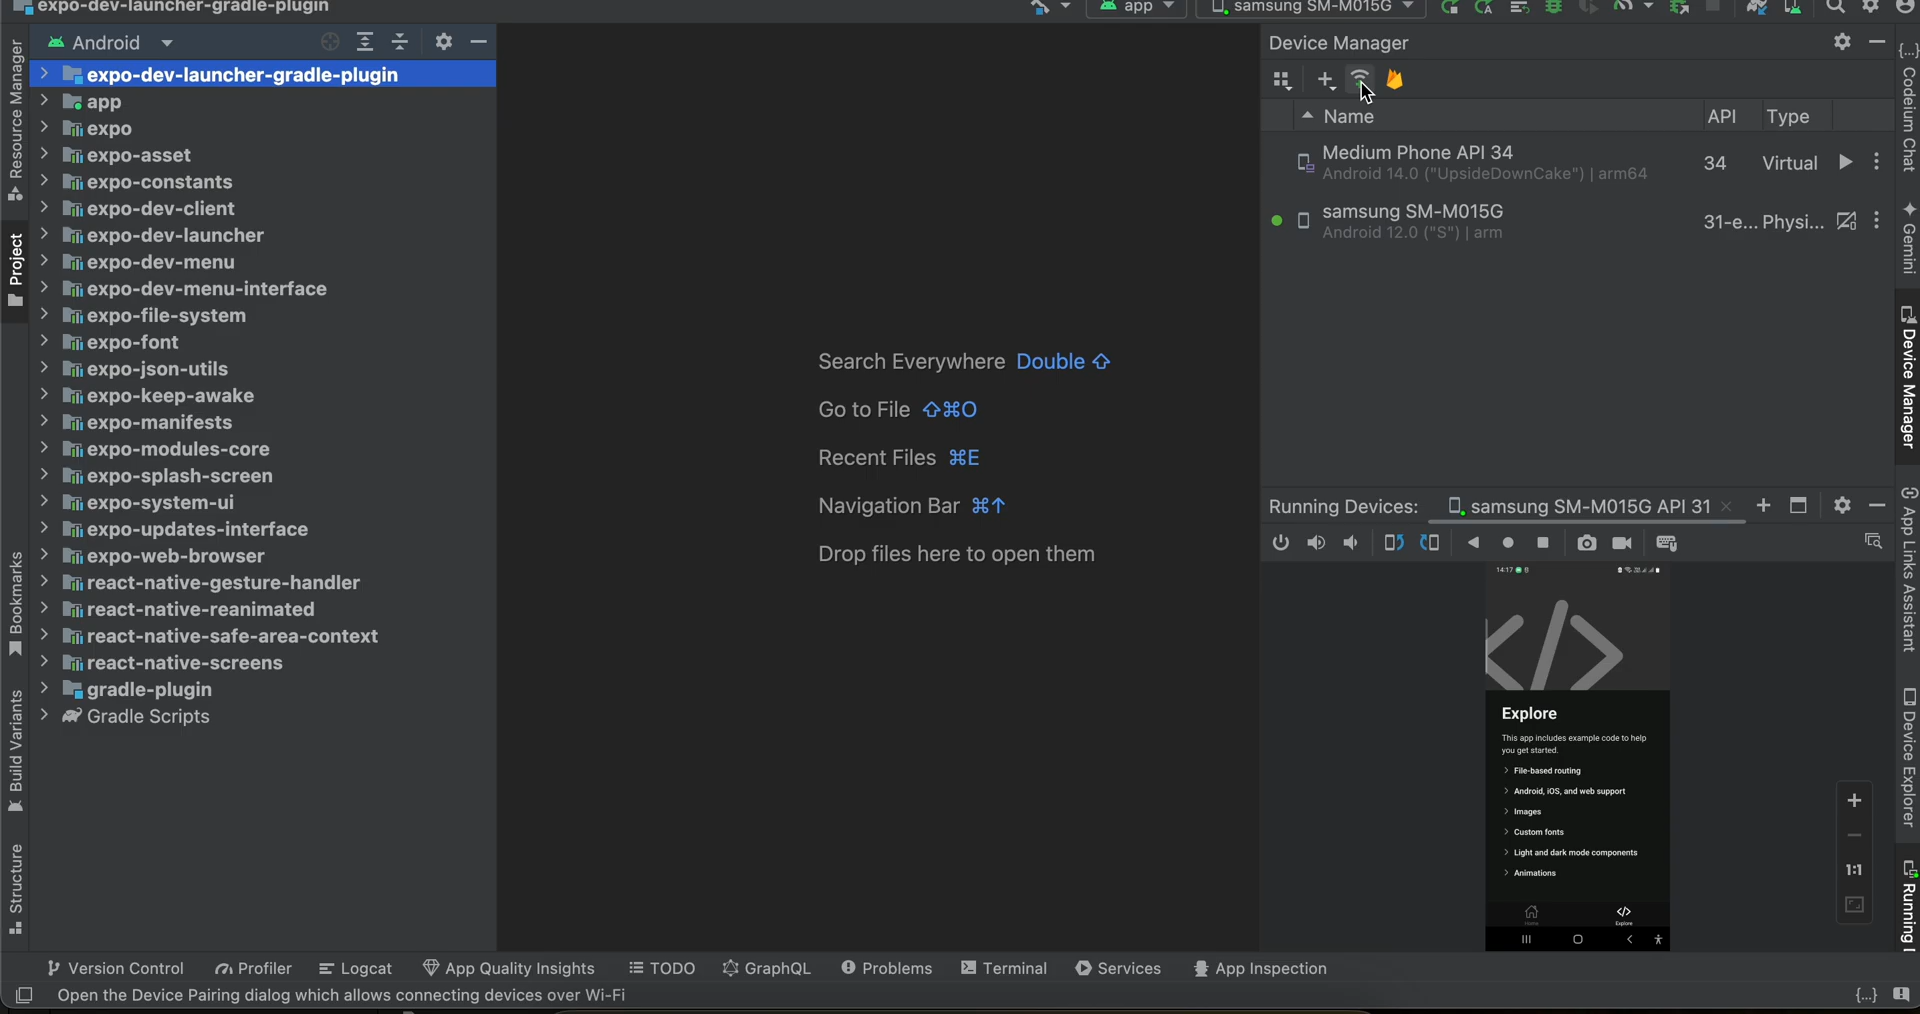 expo-dev-launcher-gradle-plugin
app
samsung SM-M015G
Resource Manager
Project
Bookmarks
Build Variants
Structure
Android
expo-dev-launcher-gradle-plugin
app
expo
expo-asset
expo-constants
expo-dev-client
expo-dev-launcher
expo-dev-menu
expo-dev-menu-interface
expo-file-system
expo-font
expo-json-utils
expo-keep-awake
expo-manifests
expo-modules-core
expo-splash-screen
expo-system-ui
expo-updates-interface
expo-web-browser
react-native-gesture-handler
react-native-reanimated
react-native-safe-area-context
react-native-screens
gradle-plugin
Gradle Scripts
Search Everywhere Double ⇧
Go to File ⇧⌘O
Recent Files ⌘E
Navigation Bar ⌘↑
Drop files here to open them
Device Manager
Name API Type
Medium Phone API 34 34 Virtual
Android 14.0 ("UpsideDownCake") | arm64
samsung SM-M015G 31-e... Physi...
Android 12.0 ("S") | arm
Running Devices: samsung SM-M015G API 31
14:17
Explore
This app includes example code to help
you get started.
File-based routing
Android, iOS, and web support
Images
Custom fonts
Light and dark mode components
Animations
Home
Explore
1:1
{...} Codeium Chat
Gemini
Device Manager
App Links Assistant
Device Explorer
Running
Version Control Profiler Logcat App Quality Insights TODO GraphQL Problems Terminal Services App Inspection
Open the Device Pairing dialog which allows connecting devices over Wi-Fi
{...}